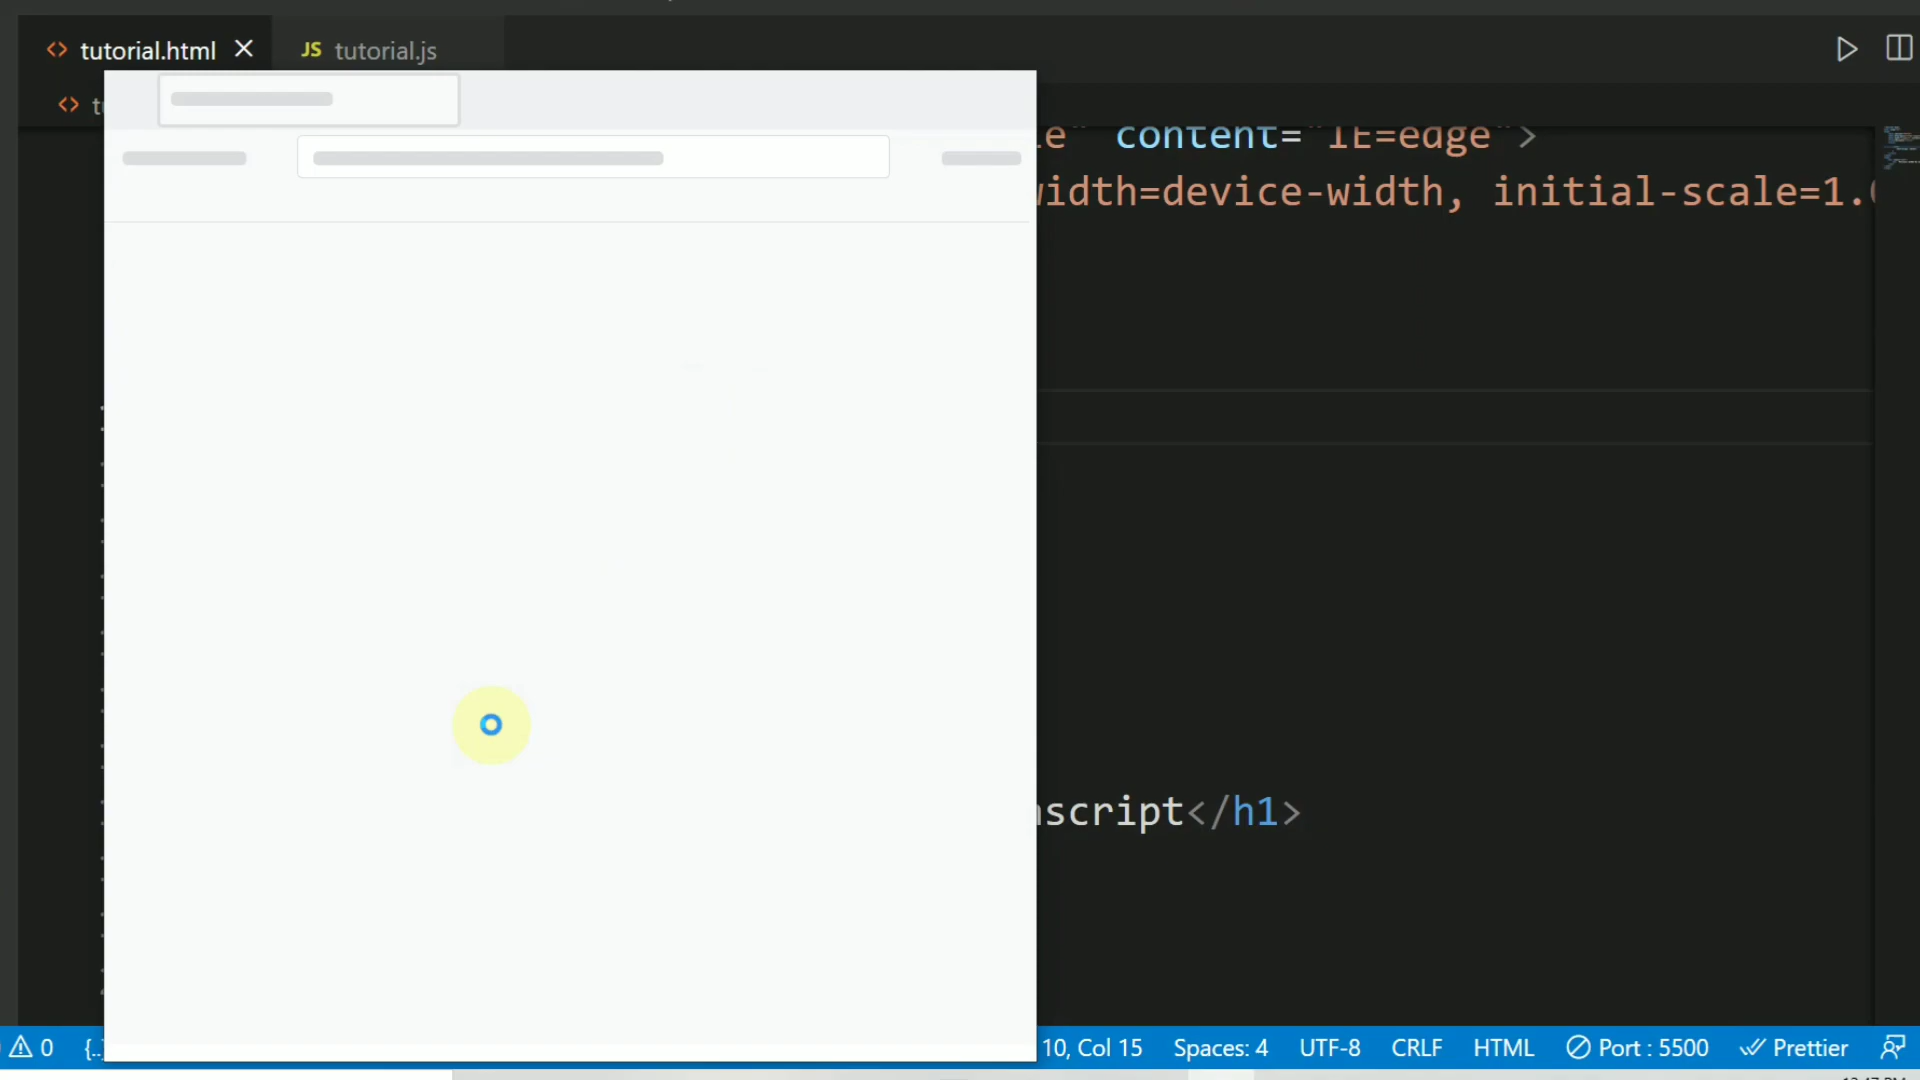 tutorial.html
JS tutorial.js
content="IE=edge">
width=device-width, initial-scale=1.
script</h1>
0 10, Col 15 Spaces: 4 UTF-8 CRLF HTML Port : 5500 Prettier